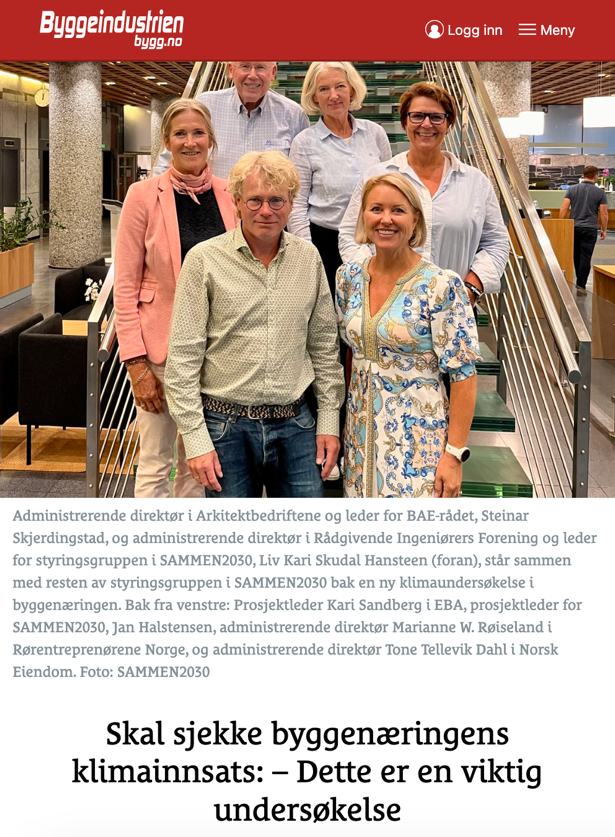 Byggeindustrien
bygg.no
Logg inn
Meny
Administrerende direktør i Arkitektbedriftene og leder for BAE-rådet, Steinar
Skjerdingstad, og administrerende direktør i Rådgivende Ingeniørers Forening og leder
for styringsgruppen i SAMMEN2030, Liv Kari Skudal Hansteen (foran), står sammen
med resten av styringsgruppen i SAMMEN2030 bak en ny klimaundersøkelse i
byggenæringen. Bak fra venstre: Prosjektleder Kari Sandberg i EBA, prosjektleder for
SAMMEN2030, Jan Halstensen, administrerende direktør Marianne W. Røiseland i
Rørentreprenørene Norge, og administrerende direktør Tone Tellevik Dahl i Norsk
Eiendom. Foto: SAMMEN2030
Skal sjekke byggenæringens
klimainnsats: – Dette er en viktig
undersøkelse